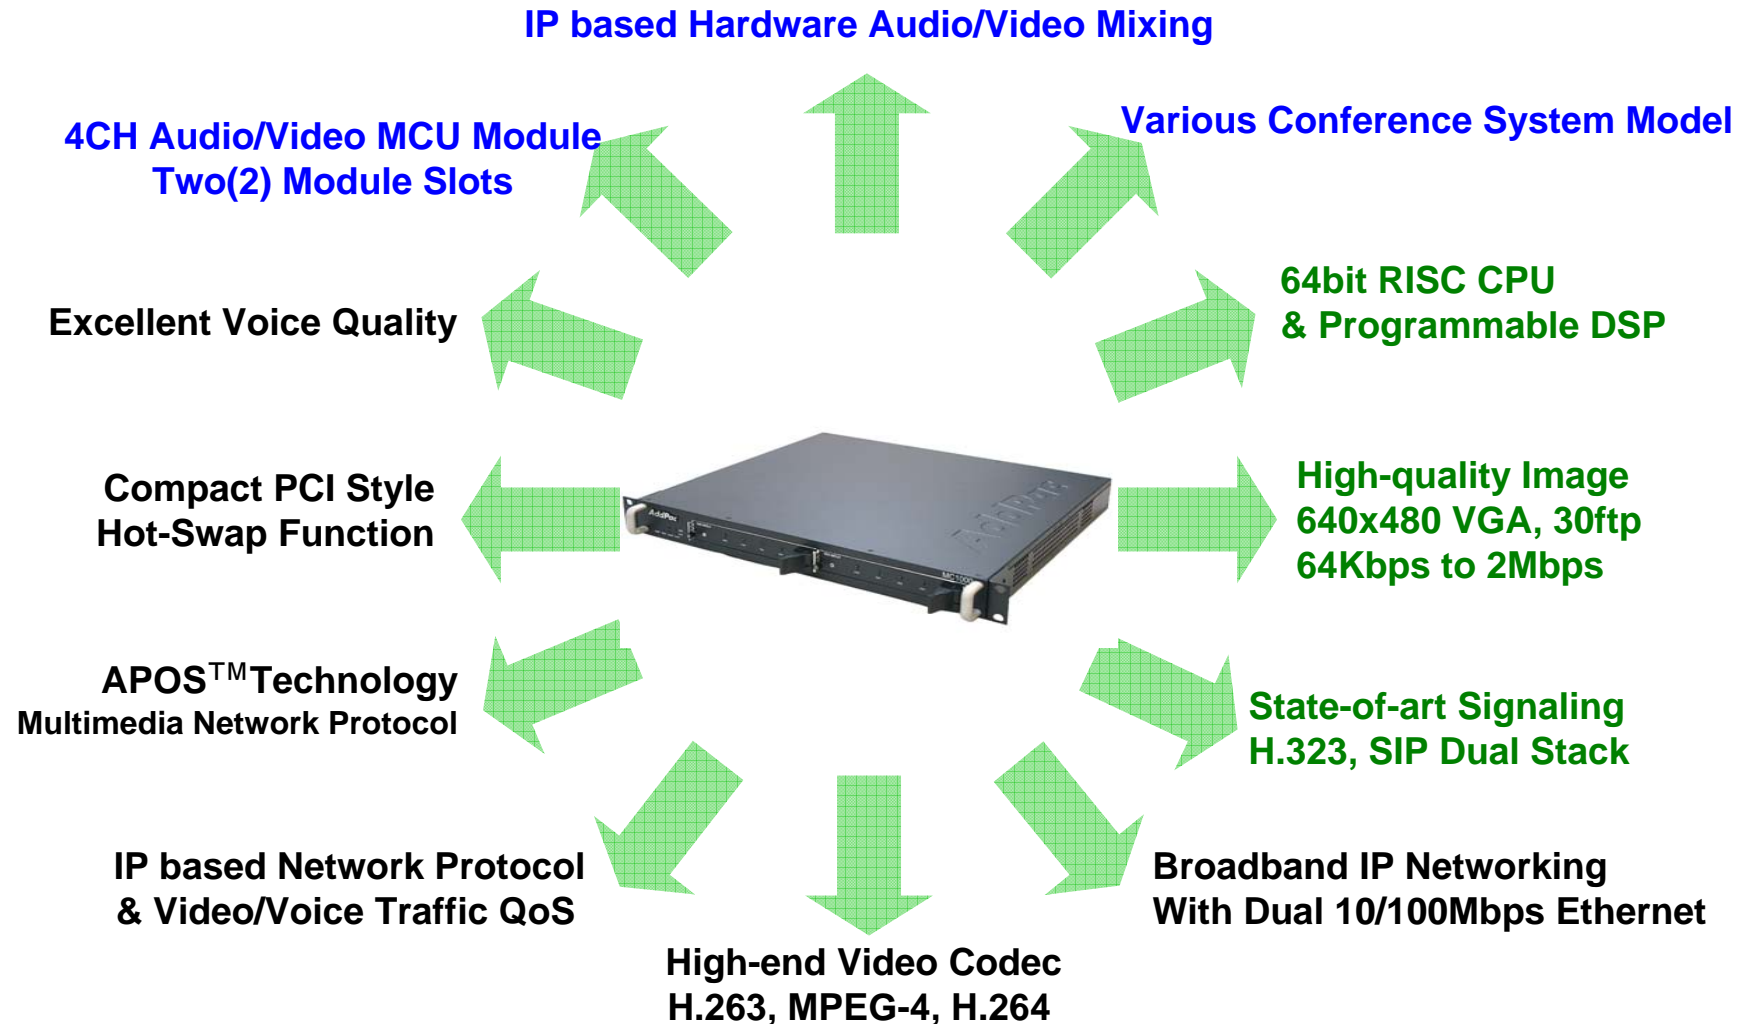 IP based Hardware Audio/Video Mixing
4CH Audio/Video MCU Module
Two(2) Module Slots
Various Conference System Model
Excellent Voice Quality
64bit RISC CPU
& Programmable DSP
Compact PCI Style
Hot-Swap Function
High-quality Image
640x480 VGA, 30ftp
64Kbps to 2Mbps
AddPac
AddPac
MC1000
APOS™Technology
Multimedia Network Protocol
State-of-art Signaling
H.323, SIP Dual Stack
IP based Network Protocol
& Video/Voice Traffic QoS
Broadband IP Networking
With Dual 10/100Mbps Ethernet
High-end Video Codec
H.263, MPEG-4, H.264